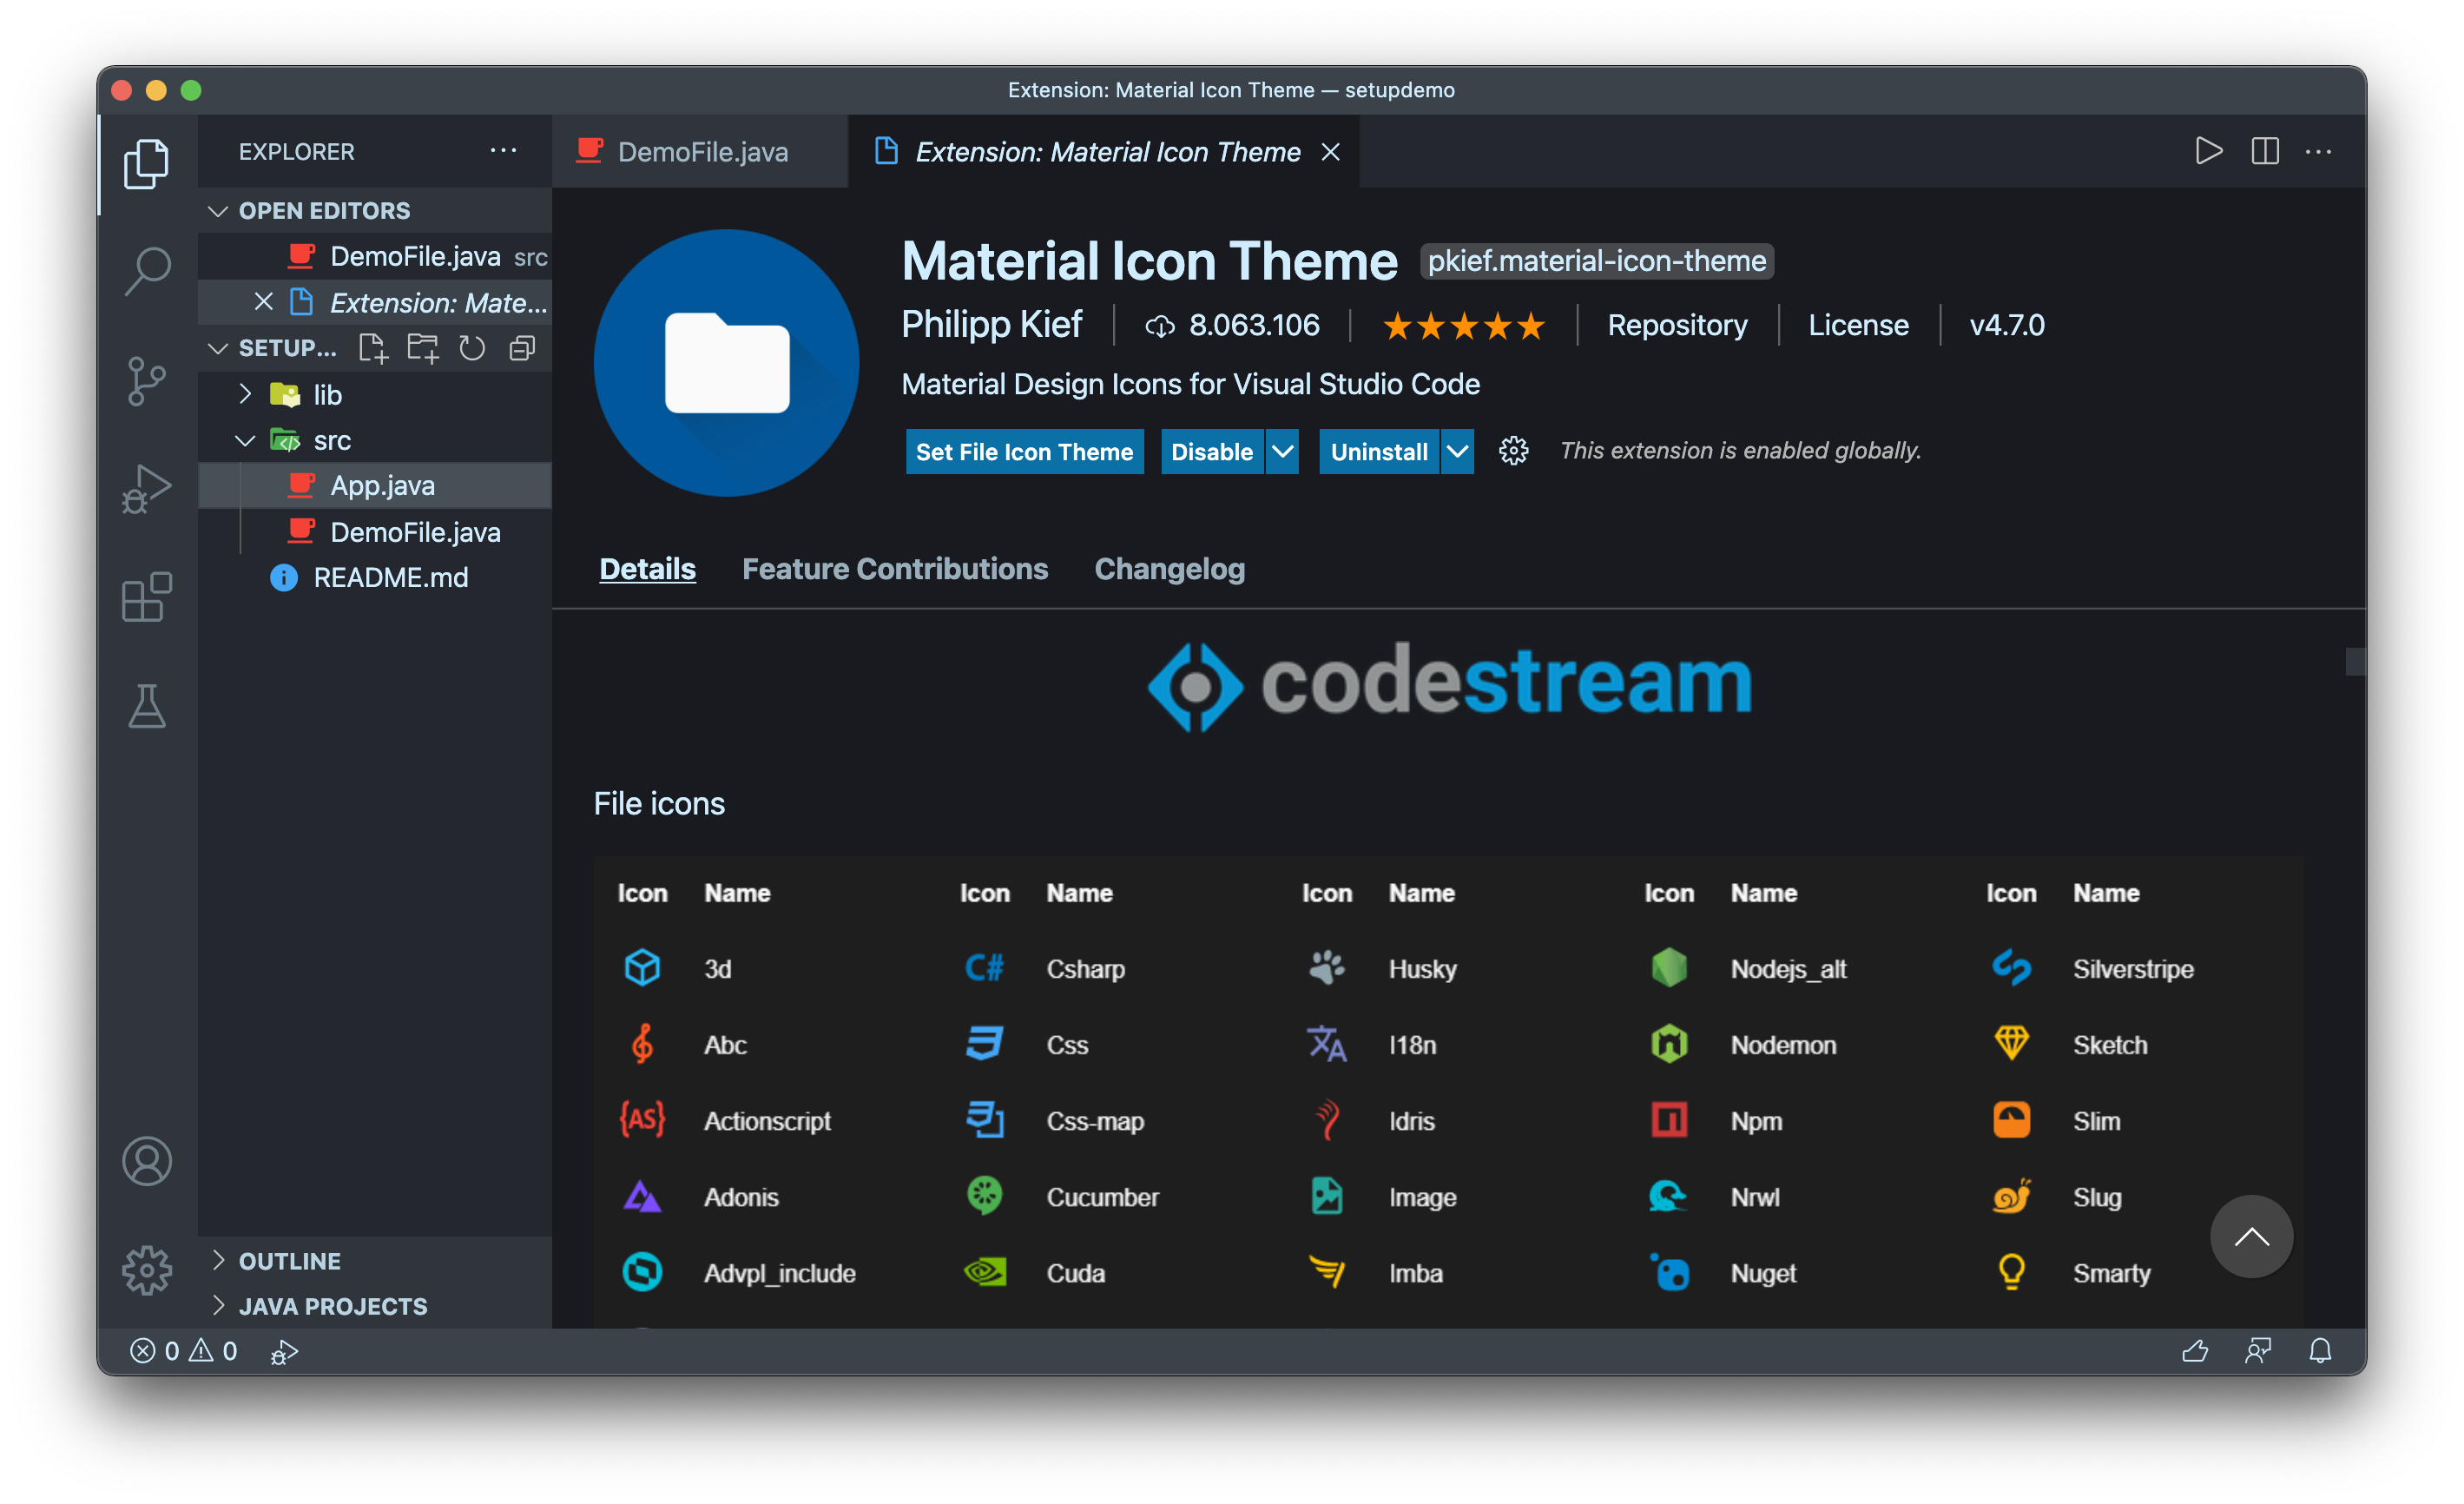 Extension: Material Icon Theme — setupdemo
EXPLORER
OPEN EDITORS
DemoFile.java src
Extension: Mate...
SETUP...
lib
src
App.java
DemoFile.java
README.md
OUTLINE
JAVA PROJECTS
DemoFile.java
Extension: Material Icon Theme
Material Icon Theme pkief.material-icon-theme
Philipp Kief 8.063.106 Repository License v4.7.0
Material Design Icons for Visual Studio Code
Set File Icon Theme Disable Uninstall This extension is enabled globally.
Details Feature Contributions Changelog
codestream
File icons
Icon Name Icon Name Icon Name Icon Name Icon Name
3d C# Csharp Husky Nodejs_alt Silverstripe
Abc Css I18n Nodemon Sketch
{AS} Actionscript Css-map Idris Npm Slim
Adonis Cucumber Image Nrwl Slug
Advpl_include Cuda Imba Nuget Smarty
0 0